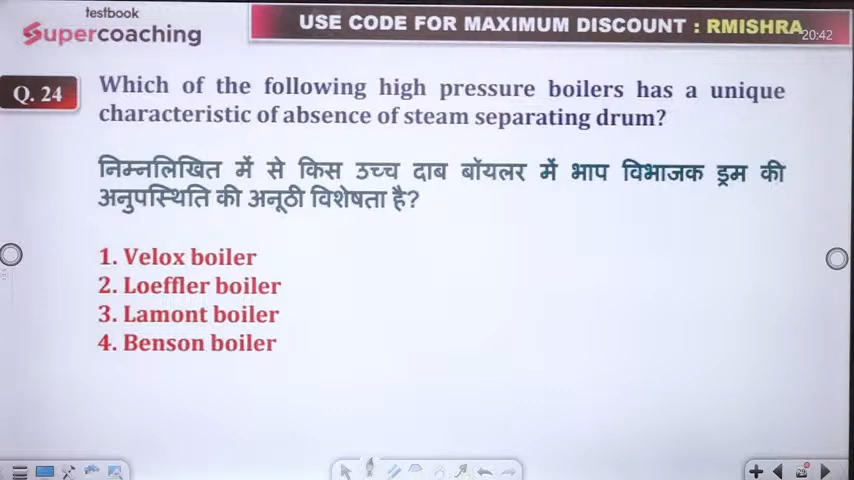 testbook
Supercoaching
USE CODE FOR MAXIMUM DISCOUNT : RMISHRA
20:42
Q. 24
Which of the following high pressure boilers has a unique
characteristic of absence of steam separating drum?
निम्नलिखित में से किस उच्च दाब बॉयलर में भाप विभाजक ड्रम की
अनुपस्थिति की अनूठी विशेषता है?
1. Velox boiler
2. Loeffler boiler
3. Lamont boiler
4. Benson boiler